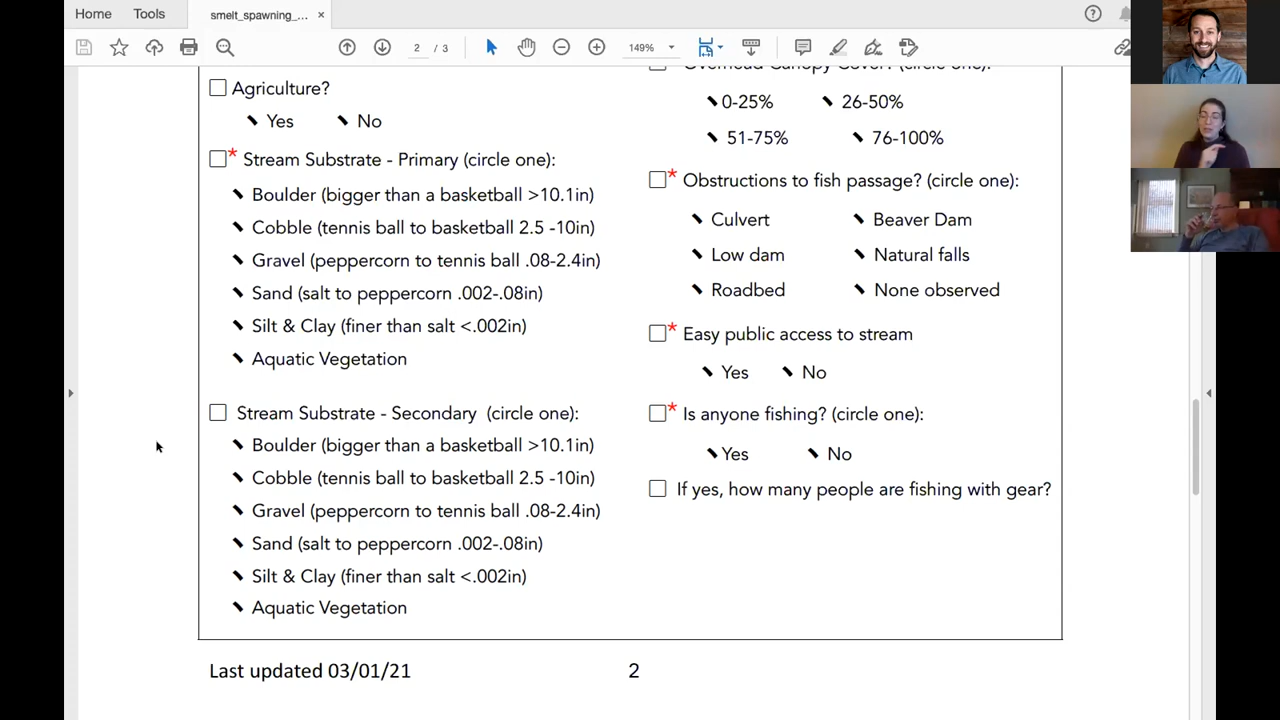 Home Tools smelt_spawning_... ×
2 / 3 149%
Agriculture?
Yes No
* Stream Substrate - Primary (circle one):
Boulder (bigger than a basketball >10.1in)
Cobble (tennis ball to basketball 2.5 -10in)
Gravel (peppercorn to tennis ball .08-2.4in)
Sand (salt to peppercorn .002-.08in)
Silt & Clay (finer than salt <.002in)
Aquatic Vegetation
Stream Substrate - Secondary (circle one):
Boulder (bigger than a basketball >10.1in)
Cobble (tennis ball to basketball 2.5 -10in)
Gravel (peppercorn to tennis ball .08-2.4in)
Sand (salt to peppercorn .002-.08in)
Silt & Clay (finer than salt <.002in)
Aquatic Vegetation
Overhead Canopy Cover? (circle one):
0-25% 26-50%
51-75% 76-100%
* Obstructions to fish passage? (circle one):
Culvert Beaver Dam
Low dam Natural falls
Roadbed None observed
* Easy public access to stream
Yes No
* Is anyone fishing? (circle one):
Yes No
If yes, how many people are fishing with gear?
Last updated 03/01/21 2